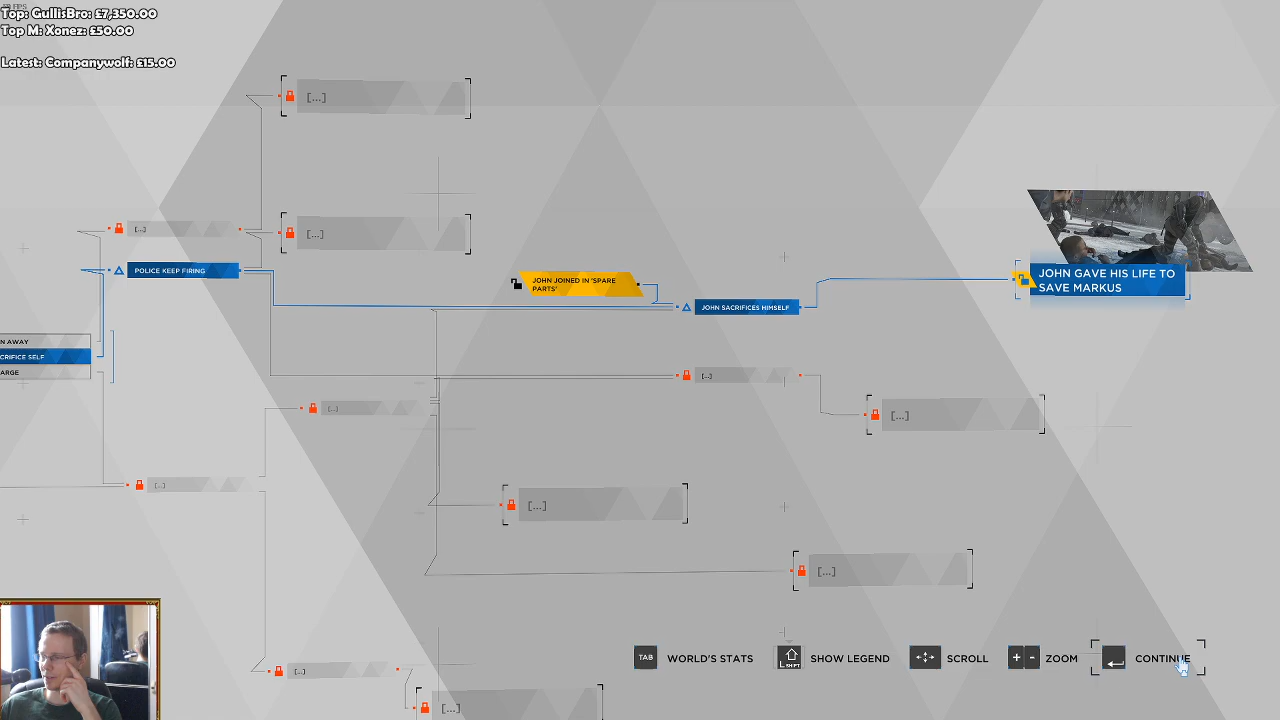 Top: GullisBro: £7,350.00
Top M: Xonez: £50.00
Latest: Companywolf: £15.00
[...]
[...]
[...]
POLICE KEEP FIRING
JOHN JOINED IN 'SPARE
PARTS'
JOHN SACRIFICES HIMSELF
JOHN GAVE HIS LIFE TO
SAVE MARKUS
N AWAY
CRIFICE SELF
ARGE
[...]
[...]
[...]
[...]
[...]
[...]
[...]
[...]
TAB WORLD'S STATS
L SHIFT SHOW LEGEND
SCROLL
+ - ZOOM
CONTINUE